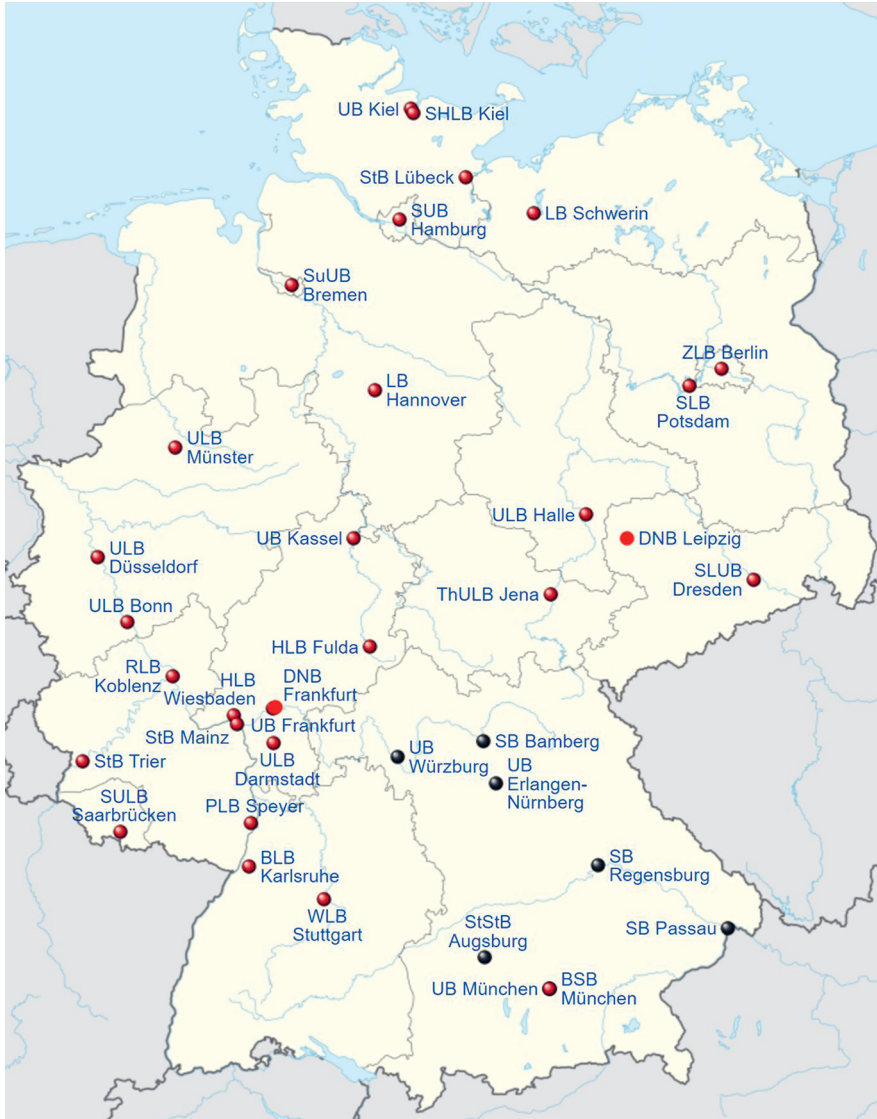 UB Kiel
SHLB Kiel
StB Lübeck
SUB
Hamburg
LB Schwerin
SuUB
Bremen
ZLB Berlin
LB
Hannover
SLB
Potsdam
ULB
Münster
ULB Halle
UB Kassel
DNB Leipzig
ULB
Düsseldorf
SLUB
Dresden
ThULB Jena
ULB Bonn
HLB Fulda
RLB
Koblenz
HLB
Wiesbaden
DNB
Frankfurt
UB Frankfurt
StB Mainz
SB Bamberg
UB
Würzburg
StB Trier
ULB
Darmstadt
UB
Erlangen-
Nürnberg
SULB
Saarbrücken
PLB Speyer
BLB
Karlsruhe
SB
Regensburg
WLB
Stuttgart
StStB
Augsburg
SB Passau
UB München
BSB
München